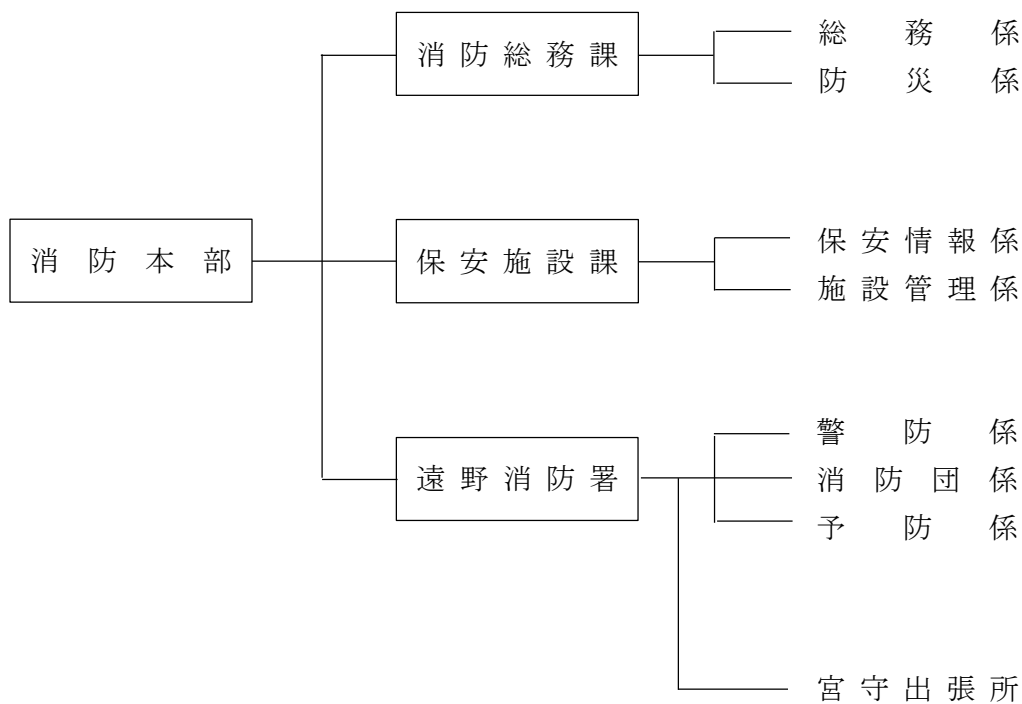 消防本部
消防総務課
総務係
防災係
保安施設課
保安情報係
施設管理係
遠野消防署
警防係
消防団係
予防係
宮守出張所